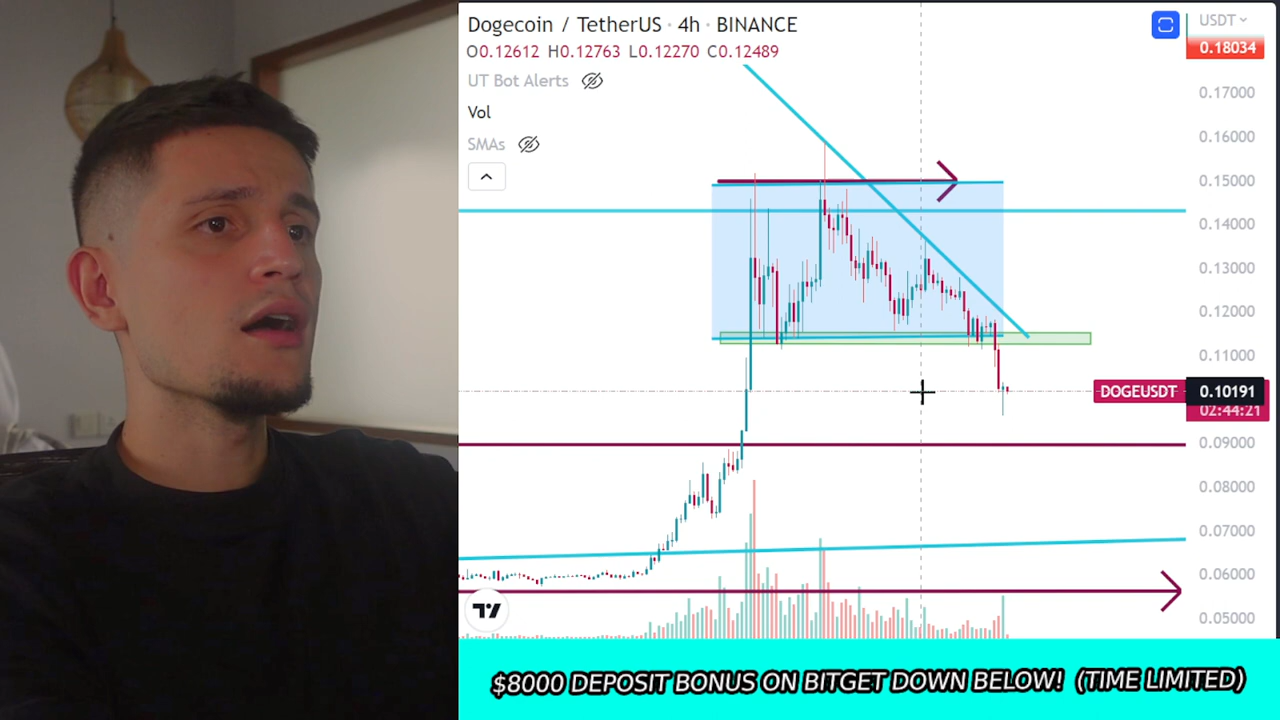 Dogecoin / TetherUS · 4h · BINANCE
O0.12612 H0.12763 L0.12270 C0.12489
UT Bot Alerts
Vol
SMAs
USDT
0.18034
0.17000
0.16000
0.15000
0.14000
0.13000
0.12000
0.11000
DOGEUSDT 0.10191
02:44:21
0.09000
0.08000
0.07000
0.06000
0.05000
$8000 DEPOSIT BONUS ON BITGET DOWN BELOW! (TIME LIMITED)